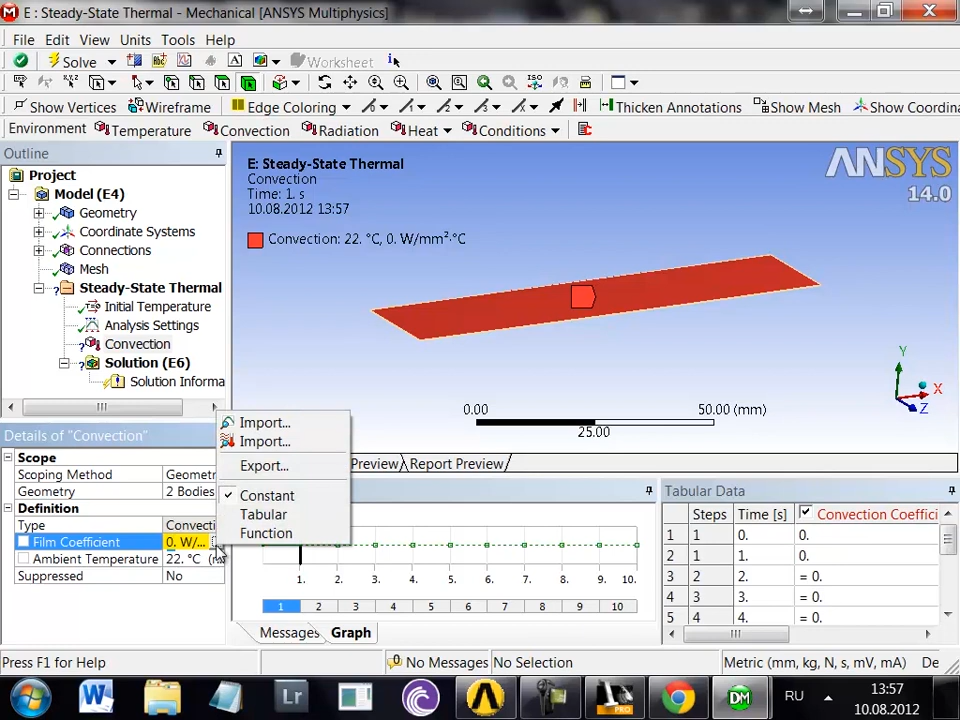 E : Steady-State Thermal - Mechanical [ANSYS Multiphysics]
File Edit View Units Tools Help
Solve Worksheet
Show Vertices Wireframe Edge Coloring Thicken Annotations Show Mesh Show Coordina
Environment Temperature Convection Radiation Heat Conditions
Outline
Project
Model (E4)
Geometry
Coordinate Systems
Connections
Mesh
Steady-State Thermal
Initial Temperature
Analysis Settings
Convection
Solution (E6)
Solution Informa
E: Steady-State Thermal
Convection
Time: 1. s
10.08.2012 13:57
Convection: 22. °C, 0. W/mm²·°C
ANSYS
14.0
Y
X
Z
0.00 50.00 (mm)
25.00
Preview Report Preview
Details of "Convection"
Scope
Scoping Method Geometr
Geometry 2 Bodies
Definition
Type Convecti
Film Coefficient 0. W/...
Ambient Temperature 22. °C (
Suppressed No
Import...
Import...
Export...
Constant
Tabular
Function
1. 2. 3. 4. 5. 6. 7. 8. 9. 10.
1 2 3 4 5 6 7 8 9 10
Messages Graph
Tabular Data
Steps Time [s] Convection Coeffici
1 1 0. 0.
2 1 1. 0.
3 2 2. = 0.
4 3 3. = 0.
5 4 4. = 0.
Press F1 for Help No Messages No Selection Metric (mm, kg, N, s, mV, mA) De
Lr PRO DM RU 13:57
10.08.2012